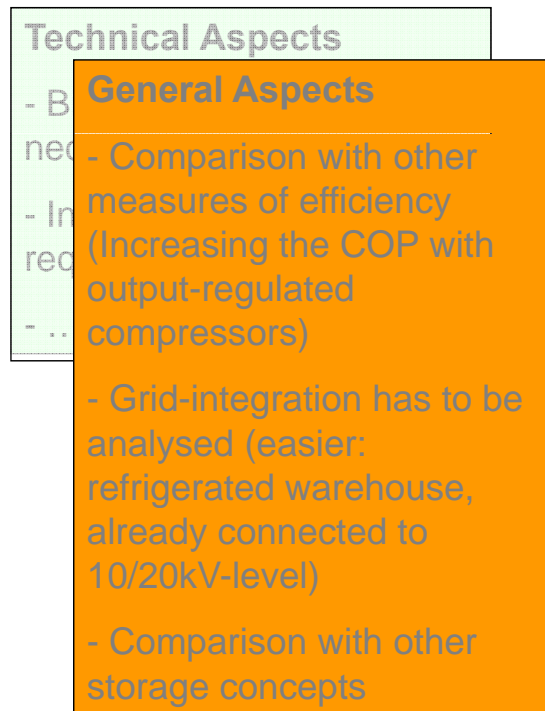 Technical Aspects
General Aspects
- Comparison with other
measures of efficiency
(Increasing the COP with
output-regulated
compressors)
- Grid-integration has to be
analysed (easier:
refrigerated warehouse,
already connected to
10/20kV-level)
- Comparison with other
storage concepts